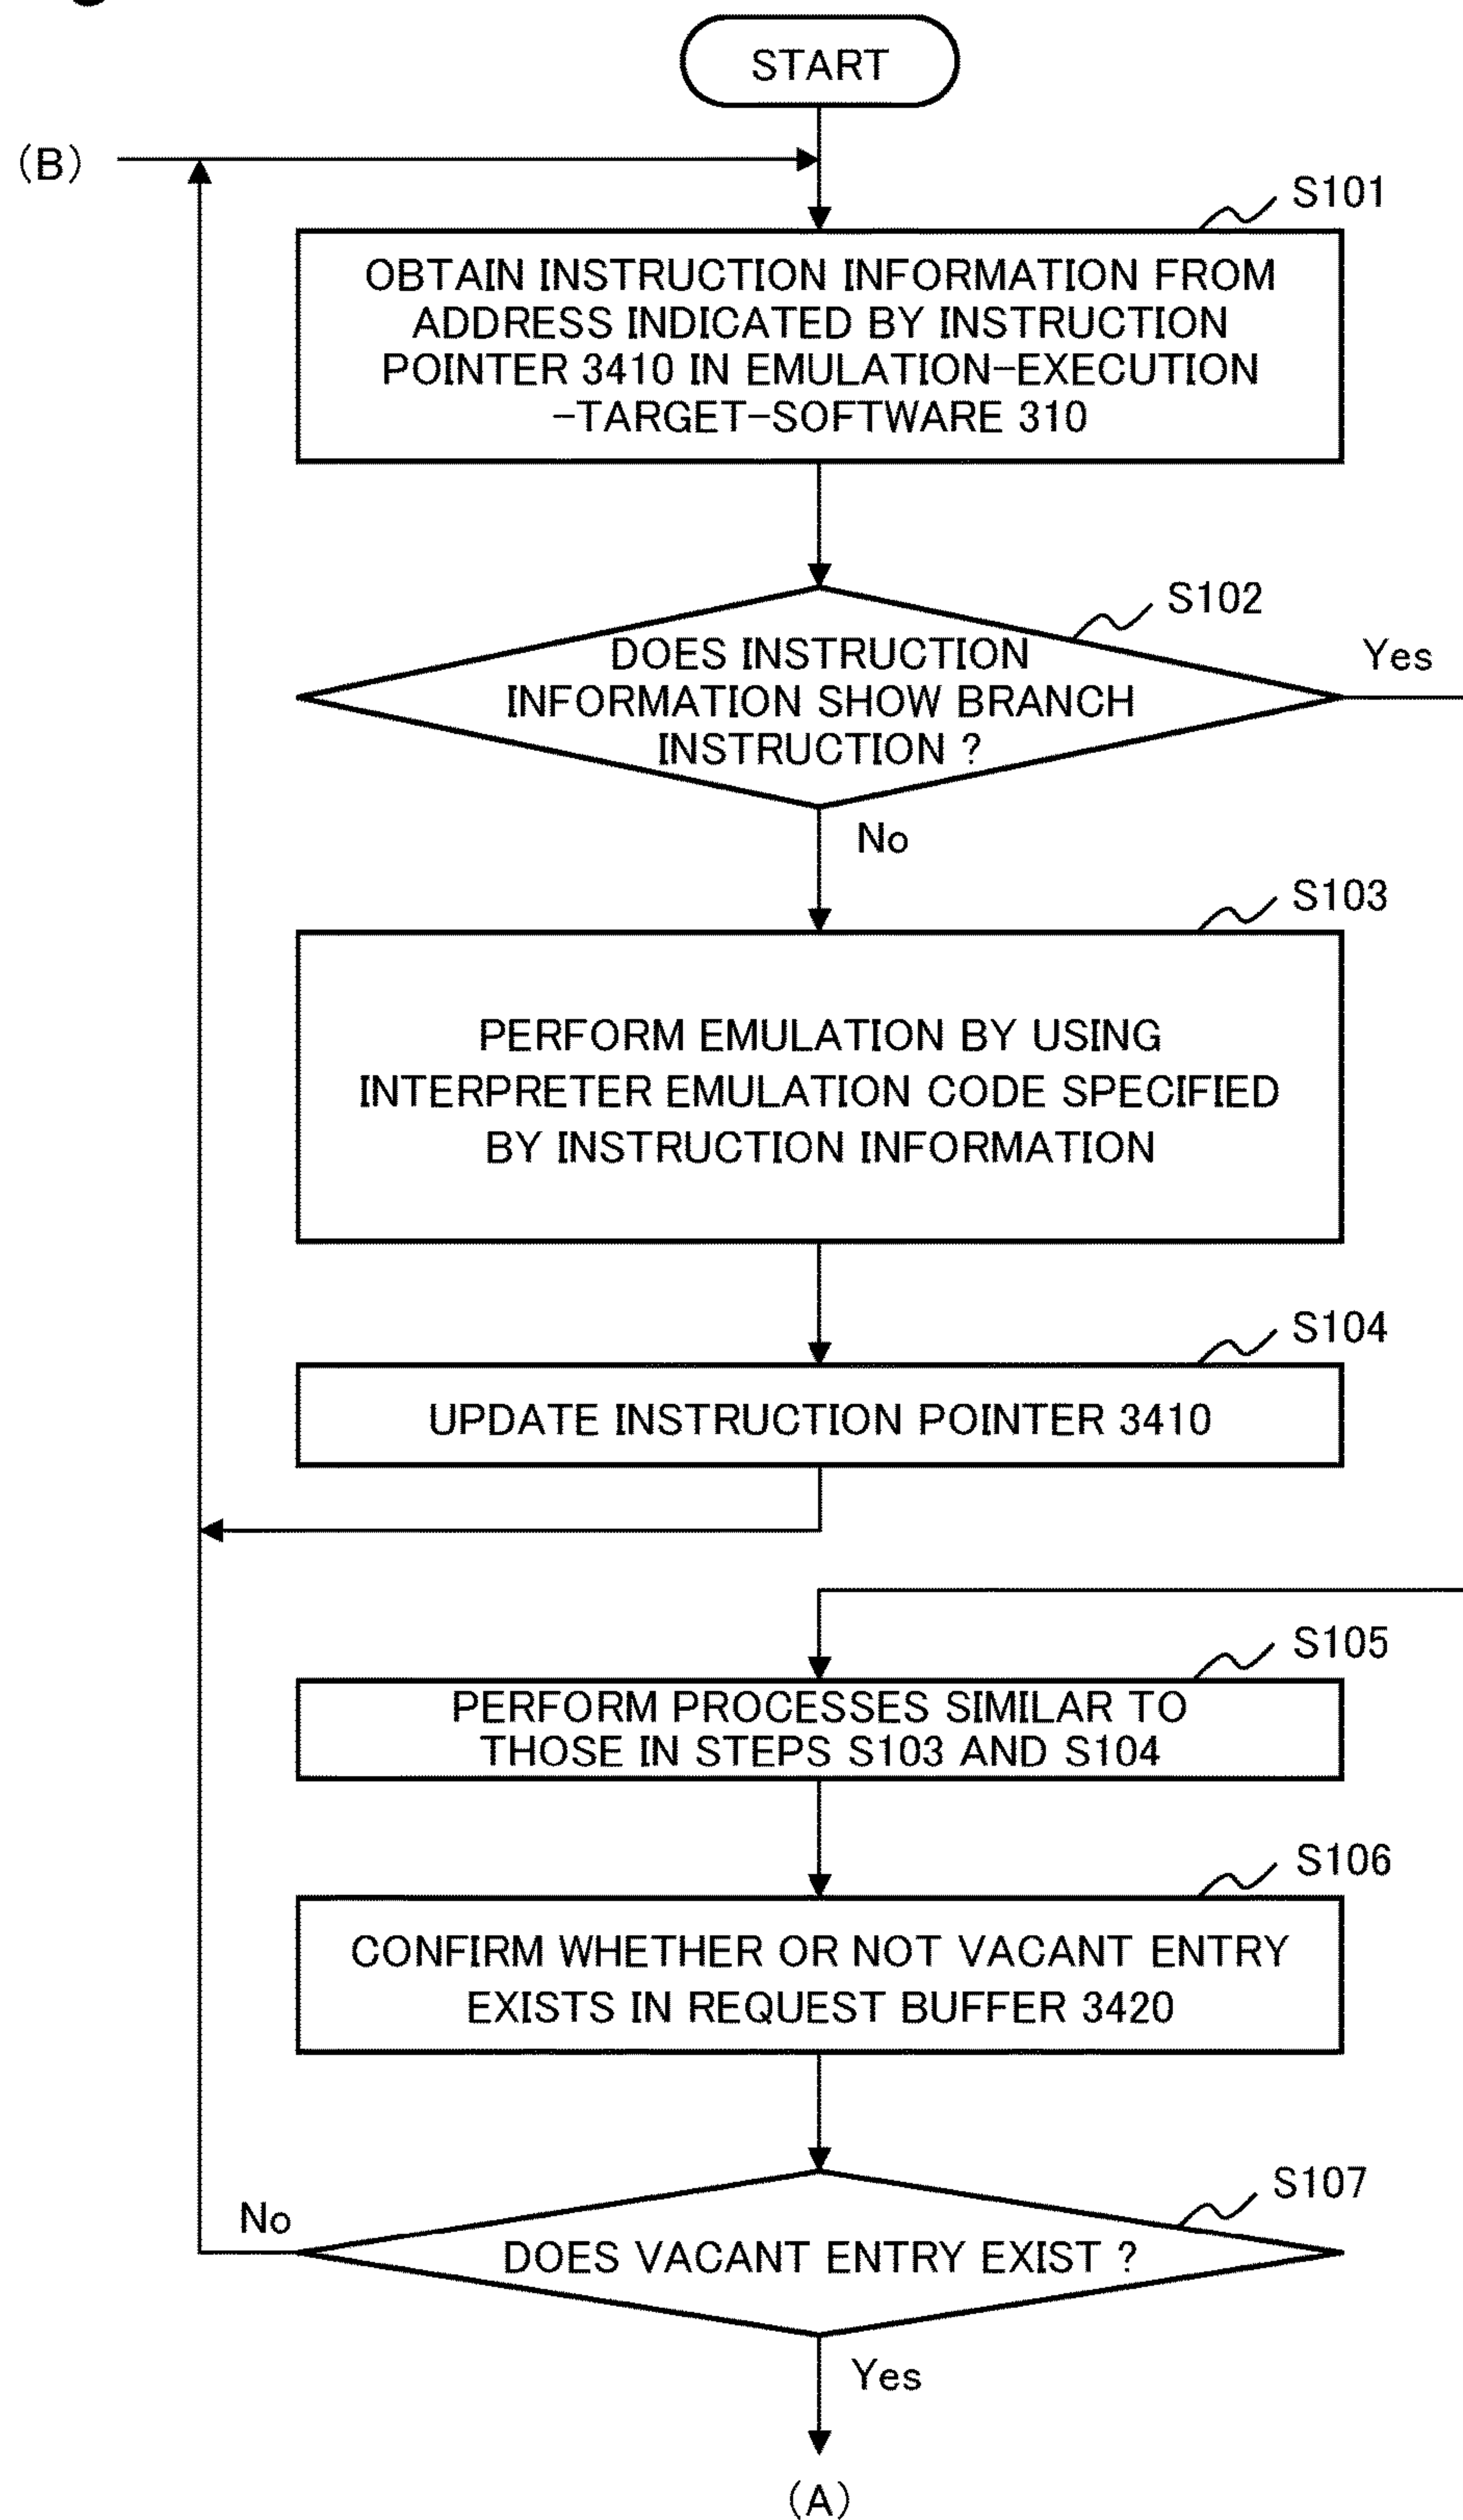 START
(B)
S101
OBTAIN INSTRUCTION INFORMATION FROM
ADDRESS INDICATED BY INSTRUCTION
POINTER 3410 IN EMULATION-EXECUTION
-TARGET-SOFTWARE 310
S102
DOES INSTRUCTION
INFORMATION SHOW BRANCH
INSTRUCTION ?
Yes
No
S103
PERFORM EMULATION BY USING
INTERPRETER EMULATION CODE SPECIFIED
BY INSTRUCTION INFORMATION
S104
UPDATE INSTRUCTION POINTER 3410
S105
PERFORM PROCESSES SIMILAR TO
THOSE IN STEPS S103 AND S104
S106
CONFIRM WHETHER OR NOT VACANT ENTRY
EXISTS IN REQUEST BUFFER 3420
S107
No
DOES VACANT ENTRY EXIST ?
Yes
(A)